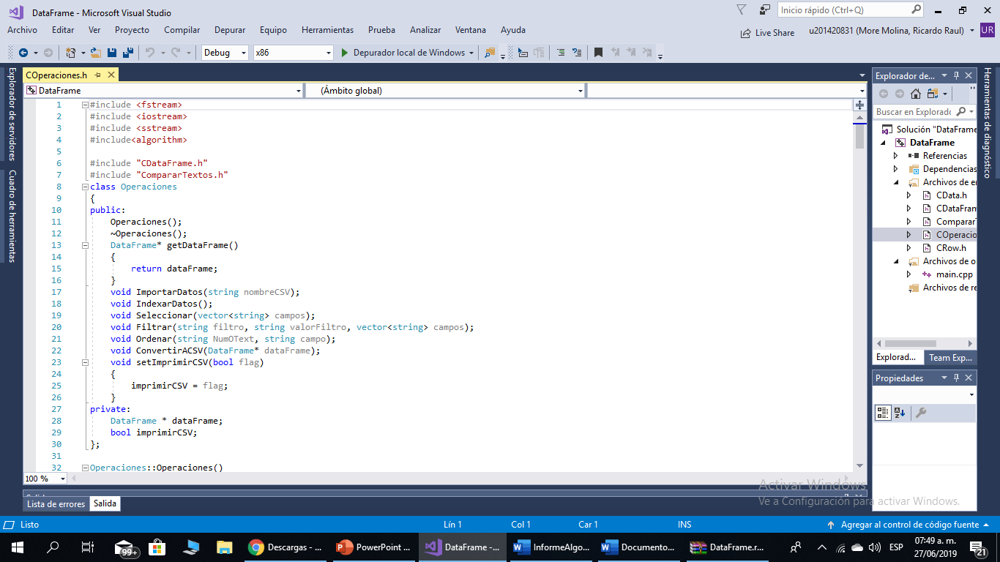 DataFrame - Microsoft Visual Studio
Inicio rápido (Ctrl+Q)
Archivo Editar Ver Proyecto Compilar Depurar Equipo Herramientas Prueba Analizar Ventana Ayuda
Live Share
u201420831 (More Molina, Ricardo Raul)
UR
Debug x86 Depurador local de Windows
Explorador de servidores
Cuadro de herramientas
COperaciones.h
DataFrame (Ámbito global)
1 #include <fstream>
2 #include <iostream>
3 #include <sstream>
4 #include<algorithm>
5
6 #include "CDataFrame.h"
7 #include "CompararTextos.h"
8 class Operaciones
9 {
10 public:
11 Operaciones();
12 ~Operaciones();
13 DataFrame* getDataFrame()
14 {
15 return dataFrame;
16 }
17 void ImportarDatos(string nombreCSV);
18 void IndexarDatos();
19 void Seleccionar(vector<string> campos);
20 void Filtrar(string filtro, string valorFiltro, vector<string> campos);
21 void Ordenar(string NumOText, string campo);
22 void ConvertirACSV(DataFrame* dataFrame);
23 void setImprimirCSV(bool flag)
24 {
25 imprimirCSV = flag;
26 }
27 private:
28 DataFrame * dataFrame;
29 bool imprimirCSV;
30 };
31
32 Operaciones::Operaciones()
100 %
Lista de errores Salida
Explorador de...
Buscar en Explorado
Solución "DataFrame
DataFrame
Referencias
Dependencias
Archivos de e
CData.h
CDataFram
Comparar
COperacio
CRow.h
Archivos de o
main.cpp
Archivos de re
Explorad... Team Exp...
Propiedades
Herramientas de diagnóstico
Activar Windows
Ve a Configuración para activar Windows.
Listo Lín 1 Col 1 Car 1 INS Agregar al control de código fuente
99+
Descargas - ...
PowerPoint ...
DataFrame -...
InformeAlgo...
Documento...
DataFrame.r...
ESP
07:49 a. m.
27/06/2019
21